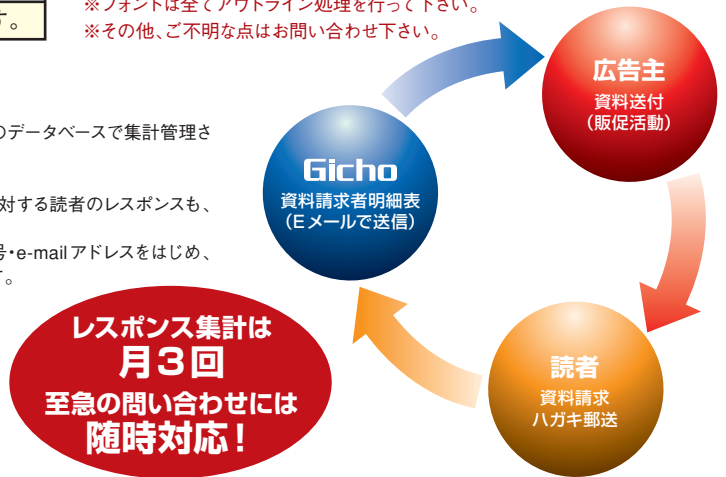 す。
※フォントは全てアウトライン処理を行って下さい。
※その他、ご不明な点はお問い合わせ下さい。
のデータベースで集計管理さ
対する読者のレスポンスも、
号・e-mailアドレスをはじめ、
す。
広告主
資料送付
(販促活動)
Gicho
資料請求者明細表
(Eメールで送信)
読者
資料請求
ハガキ郵送
レスポンス集計は
月3回
至急の問い合わせには
随時対応!